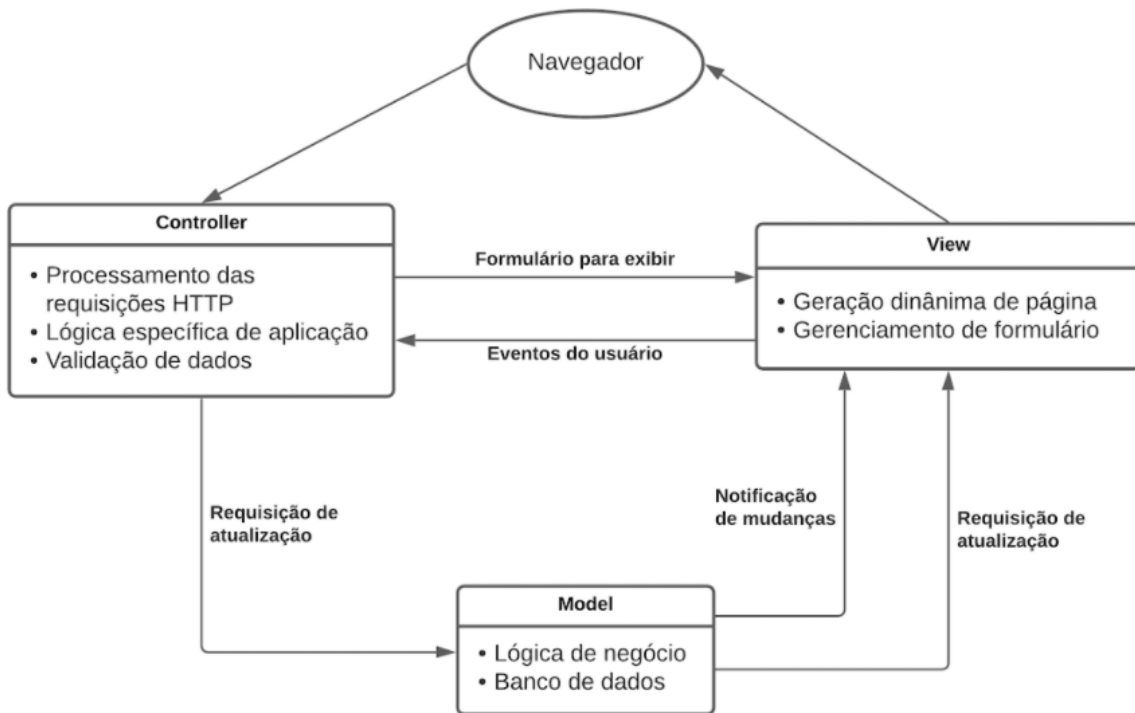 Navegador
Controller
• Processamento das
requisições HTTP
• Lógica específica de aplicação
• Validação de dados
Formulário para exibir
Eventos do usuário
View
• Geração dinânima de página
• Gerenciamento de formulário
Requisição de
atualização
Notificação
de mudanças
Requisição de
atualização
Model
• Lógica de negócio
• Banco de dados